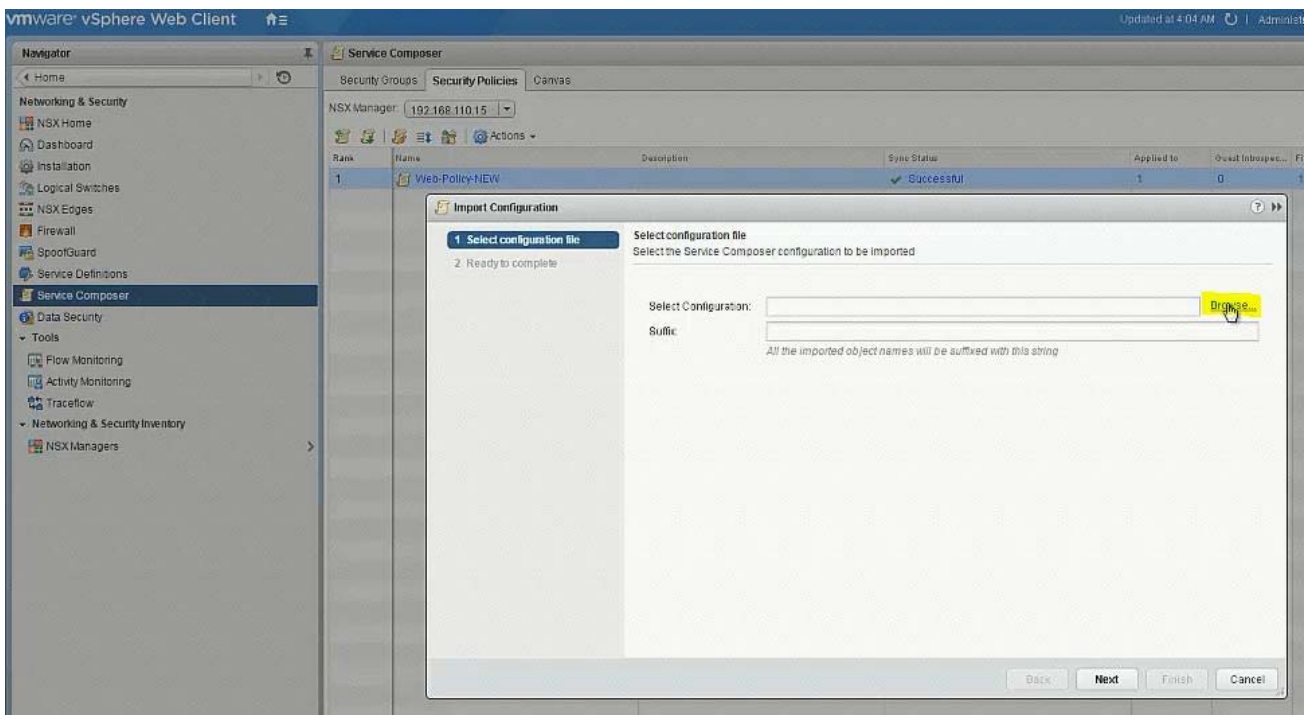 vmware® vSphere Web Client
Updated at 4:04 AM | Administ
Navigator
Home
Networking & Security
NSX Home
Dashboard
Installation
Logical Switches
NSX Edges
Firewall
SpoofGuard
Service Definitions
Service Composer
Data Security
Tools
Flow Monitoring
Activity Monitoring
Traceflow
Networking & Security Inventory
NSX Managers
Service Composer
Security Groups Security Policies Canvas
NSX Manager: 192.168.110.15
Actions
Rank Name Description Sync Status Applied to Guest Introspec... Fi
1 Web-Policy-NEW Successful 1 0 1
Import Configuration
1 Select configuration file
2 Ready to complete
Select configuration file
Select the Service Composer configuration to be imported
Select Configuration: Browse...
Suffix:
All the imported object names will be suffixed with this string
Back Next Finish Cancel